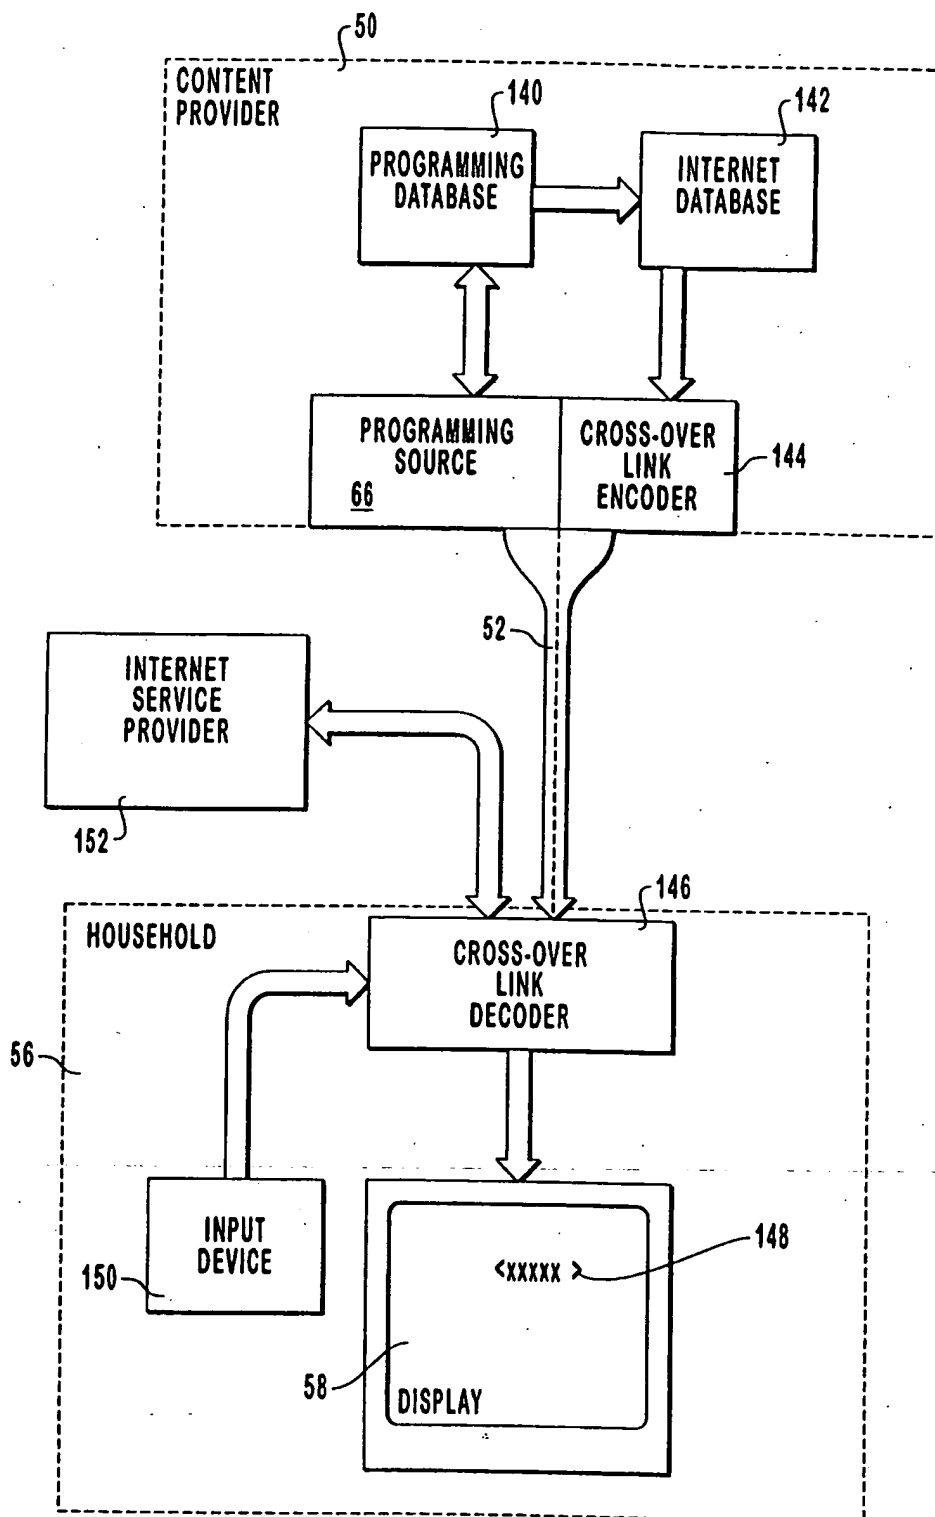 50
CONTENT
PROVIDER
140
142
PROGRAMMING
DATABASE
INTERNET
DATABASE
PROGRAMMING
SOURCE
66
CROSS-OVER
LINK
ENCODER
144
52
INTERNET
SERVICE
PROVIDER
152
146
HOUSEHOLD
CROSS-OVER
LINK
DECODER
56
INPUT
DEVICE
150
<xxxxx >
148
58
DISPLAY